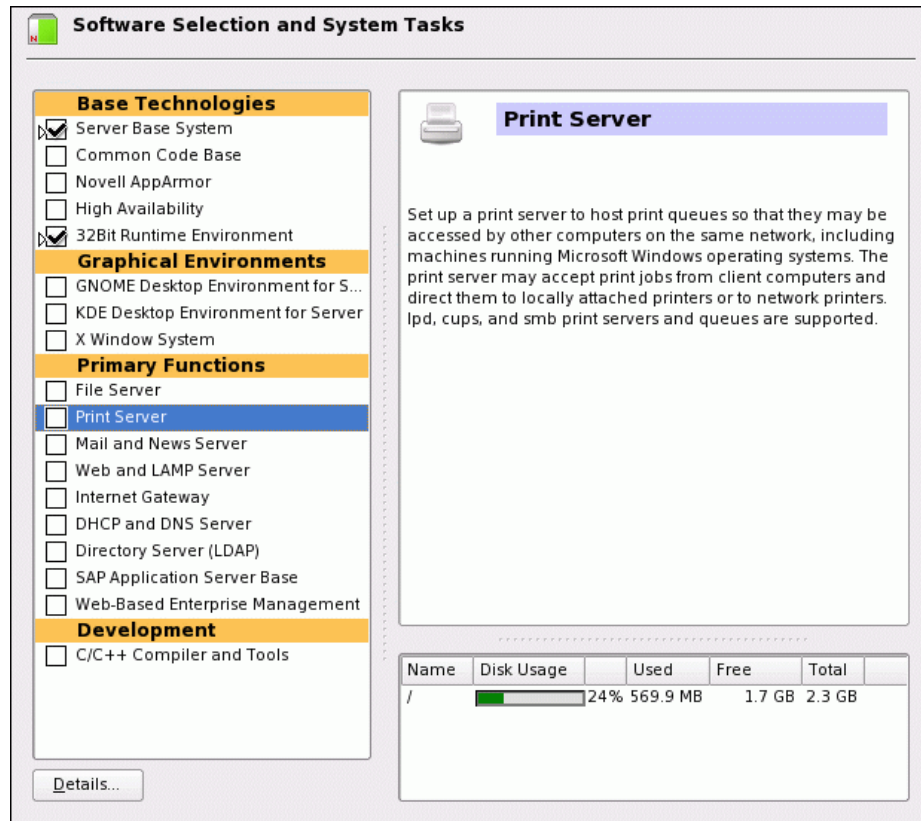 Software Selection and System Tasks
Base Technologies
Server Base System
Common Code Base
Novell AppArmor
High Availability
32Bit Runtime Environment
Graphical Environments
GNOME Desktop Environment for S...
KDE Desktop Environment for Server
X Window System
Primary Functions
File Server
Print Server
Mail and News Server
Web and LAMP Server
Internet Gateway
DHCP and DNS Server
Directory Server (LDAP)
SAP Application Server Base
Web-Based Enterprise Management
Development
C/C++ Compiler and Tools
Details...
Print Server
Set up a print server to host print queues so that they may be
accessed by other computers on the same network, including
machines running Microsoft Windows operating systems. The
print server may accept print jobs from client computers and
direct them to locally attached printers or to network printers.
lpd, cups, and smb print servers and queues are supported.
Name Disk Usage Used Free Total
/ 24% 569.9 MB 1.7 GB 2.3 GB
N